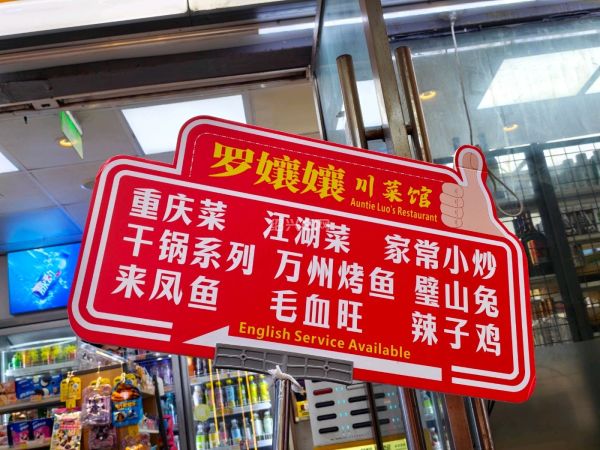 罗孃孃 川菜馆
Auntie Luo's Restaurant
重庆菜 江湖菜 家常小炒
干锅系列 万州烤鱼 璧山兔
来凤鱼 毛血旺 辣子鸡
English Service Available